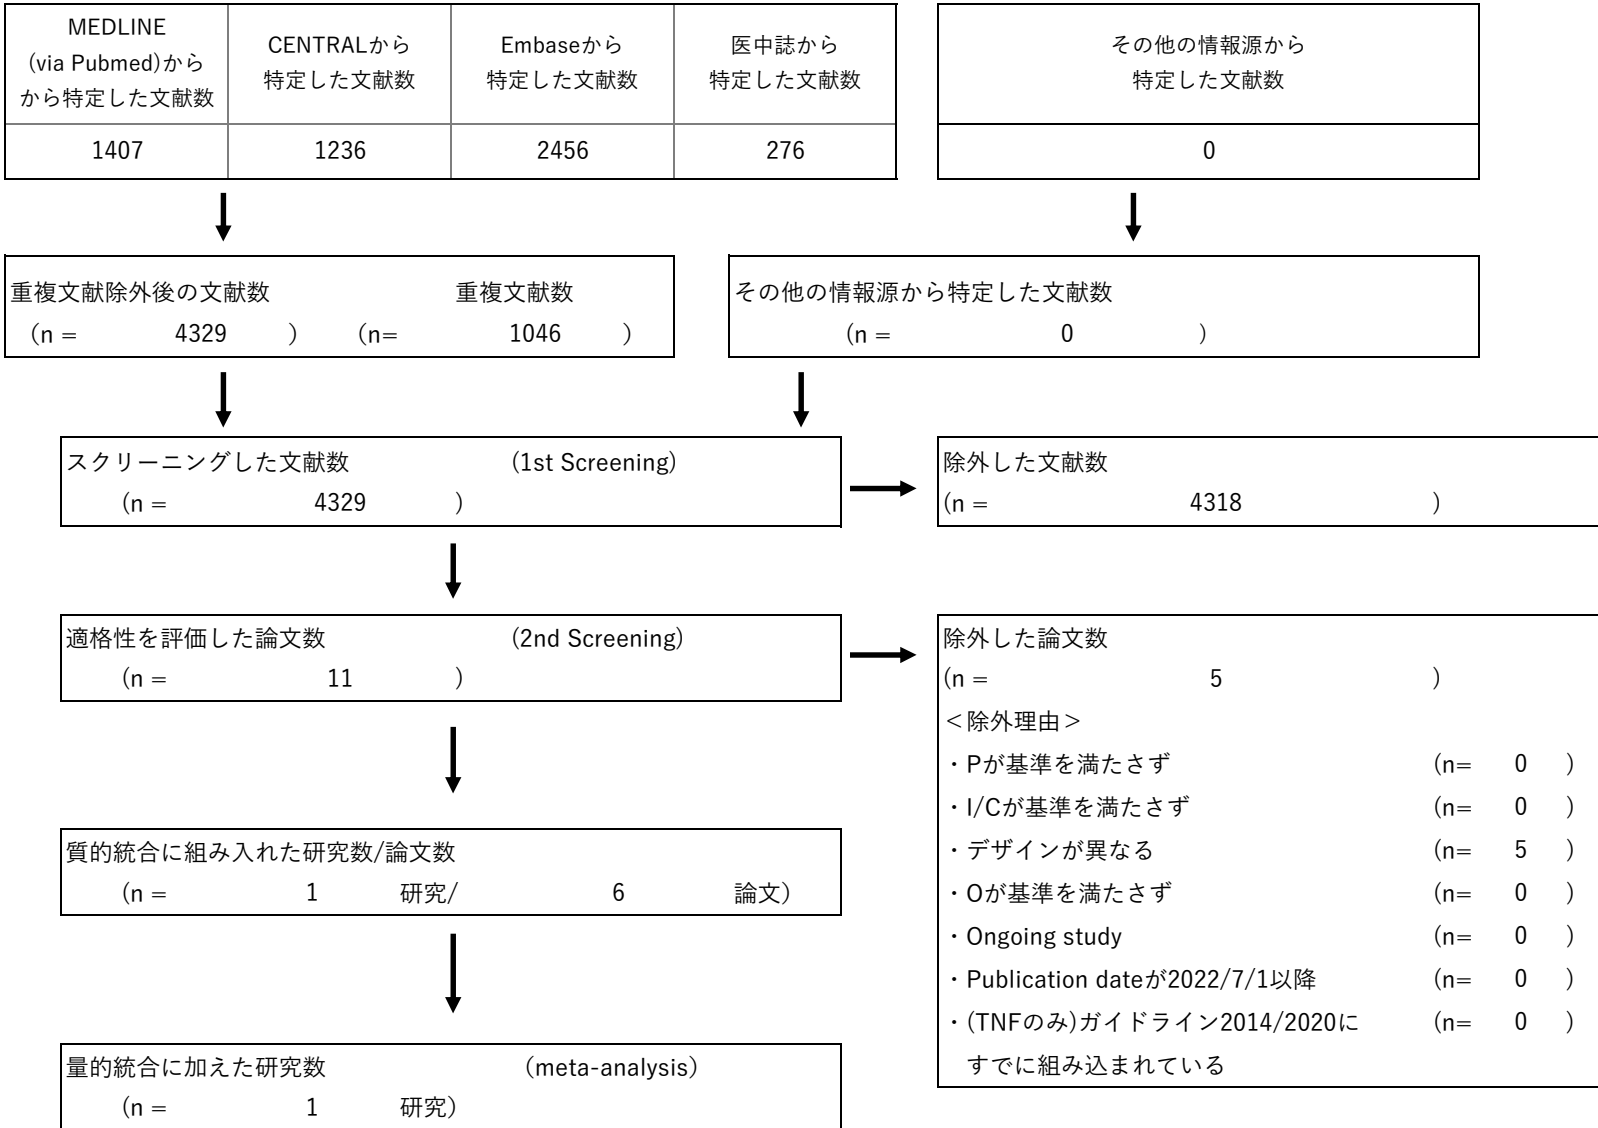 MEDLINE
(via Pubmed)から
から特定した文献数
CENTRALから
特定した文献数
Embaseから
特定した文献数
医中誌から
特定した文献数
その他の情報源から
特定した文献数
1407 1236 2456 276 0
重複文献除外後の文献数 重複文献数
(n = 4329 ) (n= 1046 )
その他の情報源から特定した文献数
(n = 0 )
スクリーニングした文献数 (1st Screening)
(n = 4329 )
除外した文献数
(n = 4318 )
適格性を評価した論文数 (2nd Screening)
(n = 11 )
除外した論文数
(n = 5 )
<除外理由>
・Pが基準を満たさず (n= 0 )
・I/Cが基準を満たさず (n= 0 )
・デザインが異なる (n= 5 )
・Oが基準を満たさず (n= 0 )
・Ongoing study (n= 0 )
・Publication dateが2022/7/1以降 (n= 0 )
・(TNFのみ)ガイドライン2014/2020に (n= 0 )
すでに組み込まれている
質的統合に組み入れた研究数/論文数
(n = 1 研究/ 6 論文)
量的統合に加えた研究数 (meta-analysis)
(n = 1 研究)